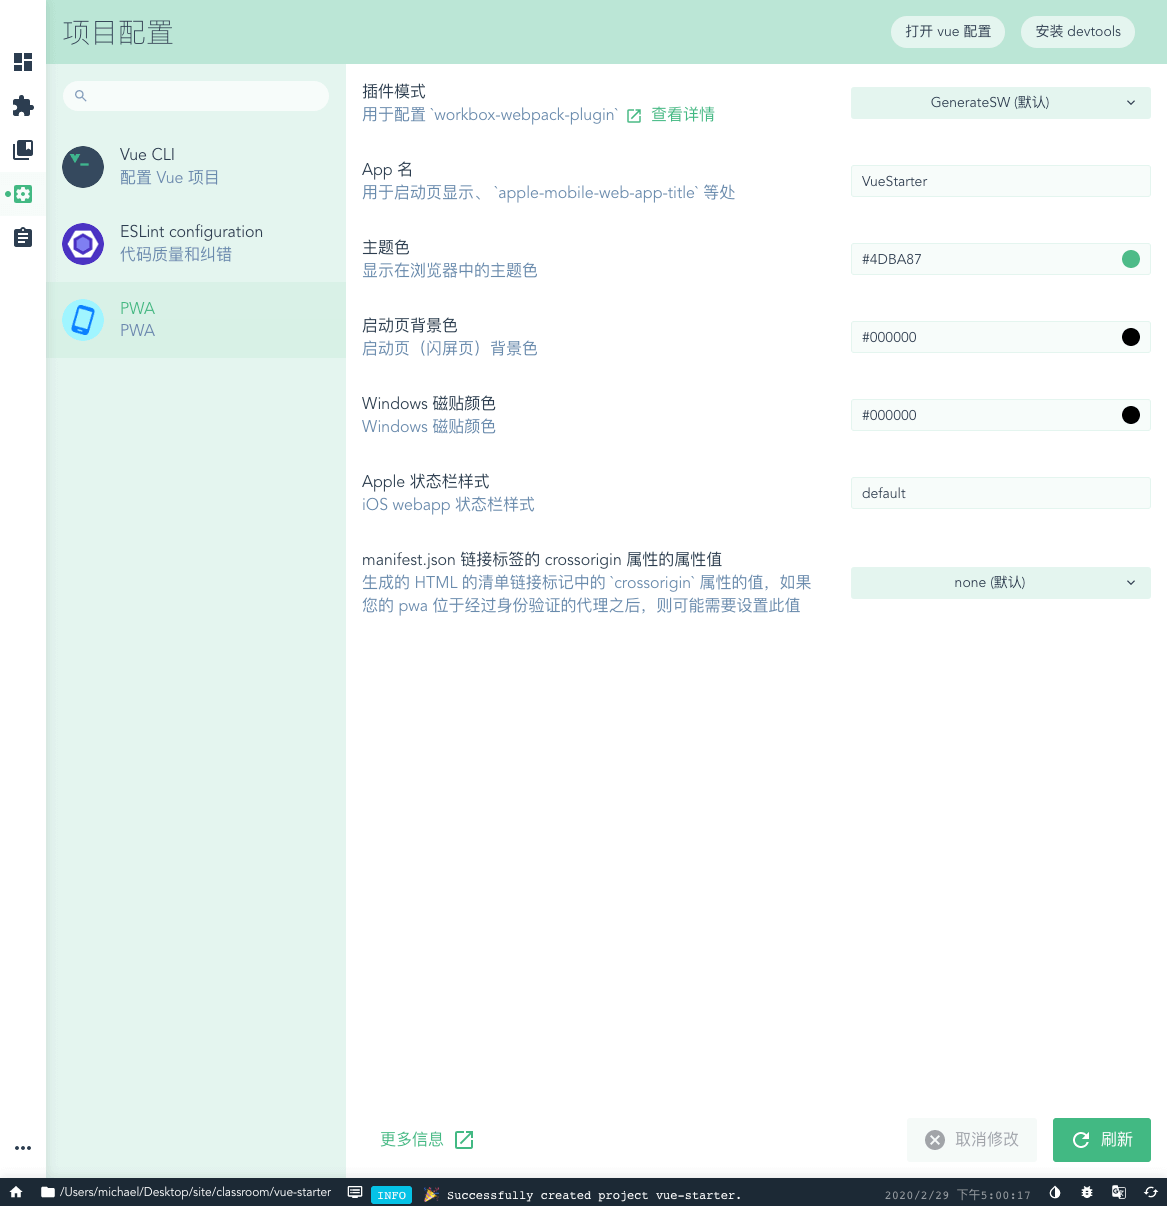 项目配置
打开 vue 配置
安装 devtools
Vue CLI
配置 Vue 项目
ESLint configuration
代码质量和纠错
PWA
PWA
插件模式
用于配置 `workbox-webpack-plugin` 查看详情
GenerateSW (默认)
App 名
用于启动页显示、 `apple-mobile-web-app-title` 等处
VueStarter
主题色
显示在浏览器中的主题色
#4DBA87
启动页背景色
启动页（闪屏页）背景色
#000000
Windows 磁贴颜色
Windows 磁贴颜色
#000000
Apple 状态栏样式
iOS webapp 状态栏样式
default
manifest.json 链接标签的 crossorigin 属性的属性值
生成的 HTML 的清单链接标记中的 `crossorigin` 属性的值，如果
您的 pwa 位于经过身份验证的代理之后，则可能需要设置此值
none (默认)
更多信息
取消修改
刷新
/Users/michael/Desktop/site/classroom/vue-starter
INFO 🎉 Successfully created project vue-starter.
2020/2/29 下午5:00:17